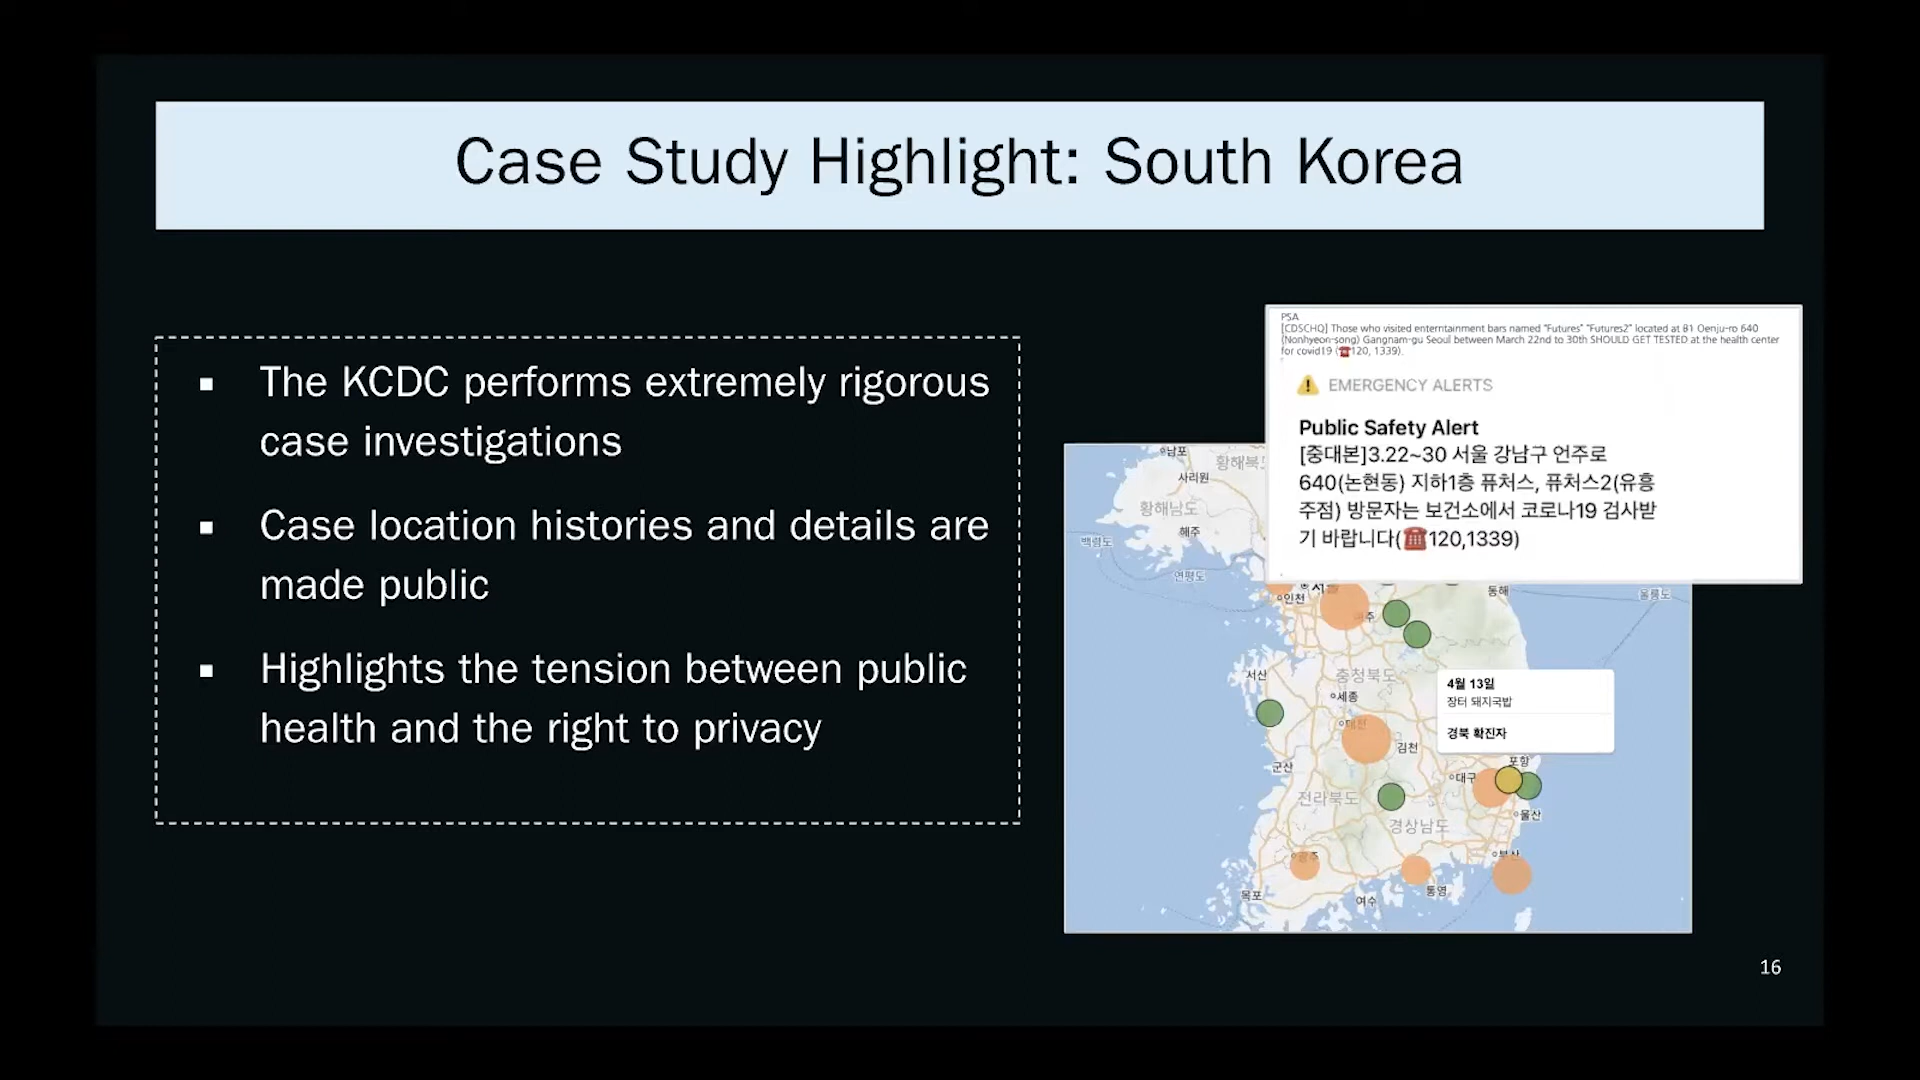 Case Study Highlight: South Korea
▪ The KCDC performs extremely rigorous
case investigations
▪ Case location histories and details are
made public
▪ Highlights the tension between public
health and the right to privacy
PSA
[CDSCHQ] Those who visited enterntainment bars named "Futures" "Futures2" located at B1 Oenju-ro 640
(Nonhyeon-song) Gangnam-gu Seoul between March 22nd to 30th SHOULD GET TESTED at the health center
for covid19 (☎120, 1339).
⚠ EMERGENCY ALERTS
Public Safety Alert
[중대본]3.22~30 서울 강남구 언주로
640(논현동) 지하1층 퓨처스, 퓨처스2(유흥
주점) 방문자는 보건소에서 코로나19 검사받
기 바랍니다(☎120,1339)
남포
황해북
사리원
황해남도
해주
백령도
연평도
인천
동해
울릉도
서산
충청북도
세종
4월 13일
장터 돼지국밥
경북 확진자
김천
포항
대구
군산
전라북도
울산
경상남도
부산
통영
목포
여수
16